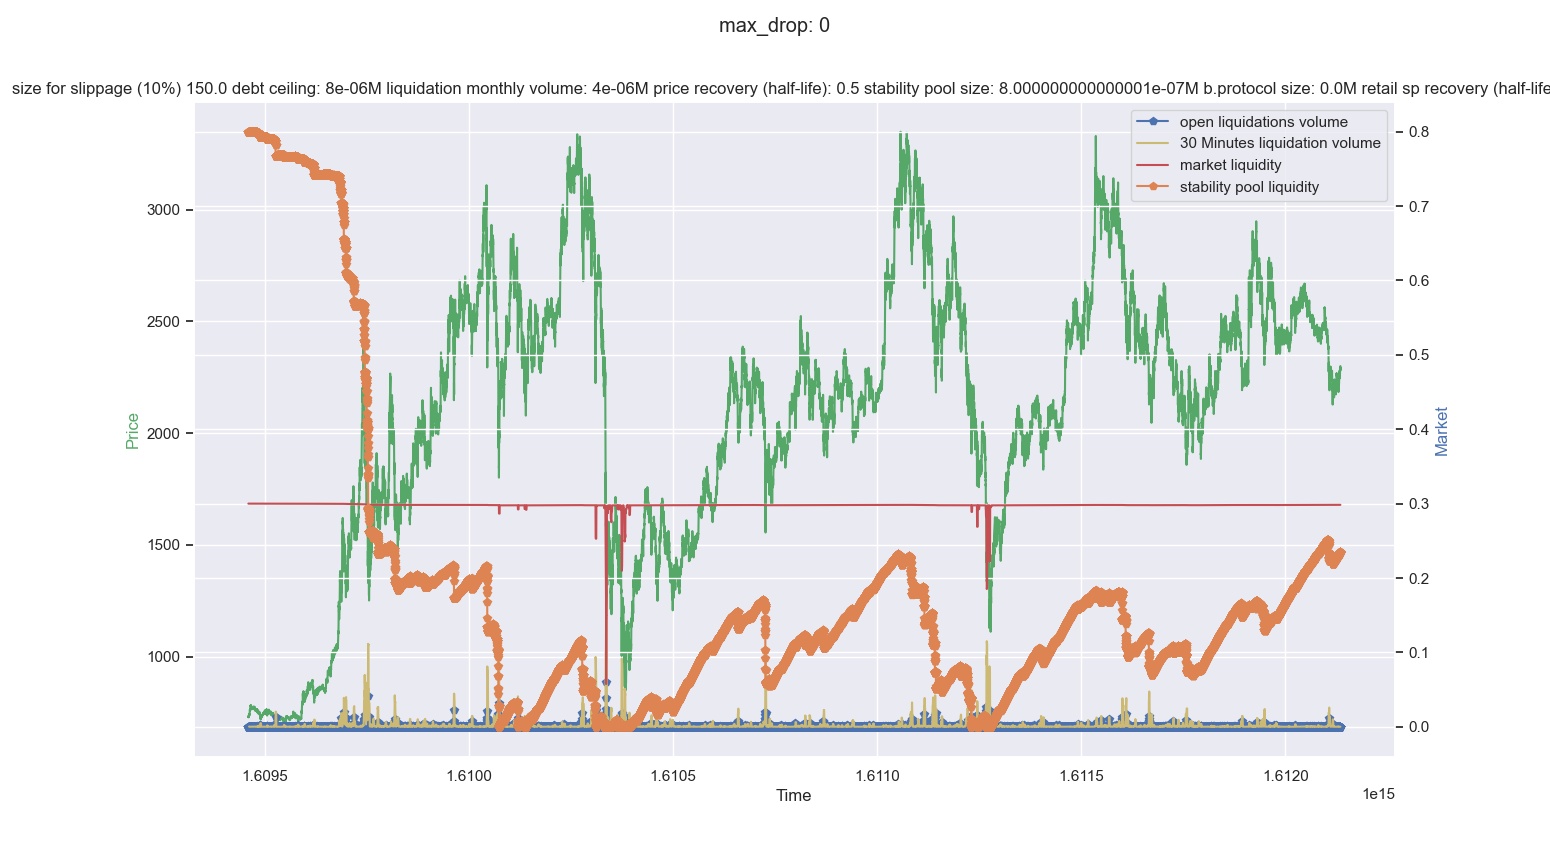 max_drop: 0
size for slippage (10%) 150.0 debt ceiling: 8e-06M liquidation monthly volume: 4e-06M price recovery (half-life): 0.5 stability pool size: 8.000000000000001e-07M b.protocol size: 0.0M retail sp recovery (half-life
open liquidations volume
30 Minutes liquidation volume
market liquidity
stability pool liquidity
3000
2500
2000
1500
1000
Price
0.8
0.7
0.6
0.5
0.4
0.3
0.2
0.1
0.0
Market
1.6095
1.6100
1.6105
1.6110
1.6115
1.6120
Time
1e15